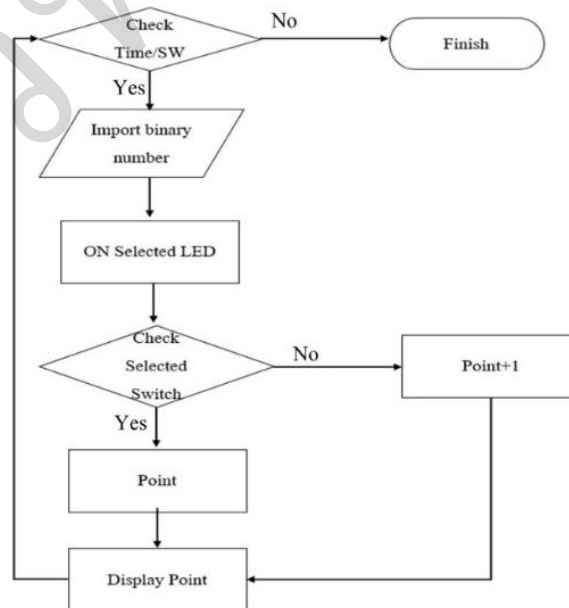 Check
Time/SW
No
Finish
Yes
Import binary
number
ON Selected LED
Check
Selected
Switch
No
Point+1
Yes
Point
Display Point